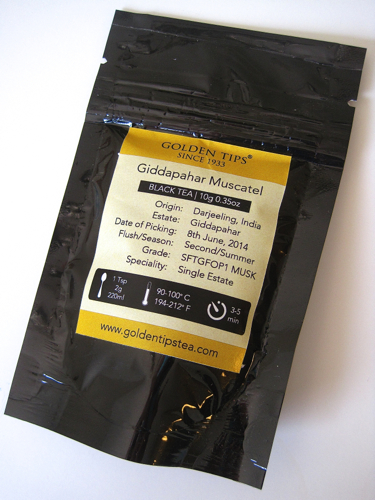 GOLDEN TIPS®
SINCE 1933
Giddapahar Muscatel
BLACK TEA | 10g 0.35oz
Origin: Darjeeling, India
Estate: Giddapahar
Date of Picking: 8th June, 2014
Flush/Season: Second/Summer
Grade: SFTGFOP1 MUSK
Speciality: Single Estate
1 Tsp
2g
220ml
90-100° C
194-212° F
3-5
min
www.goldentipstea.com